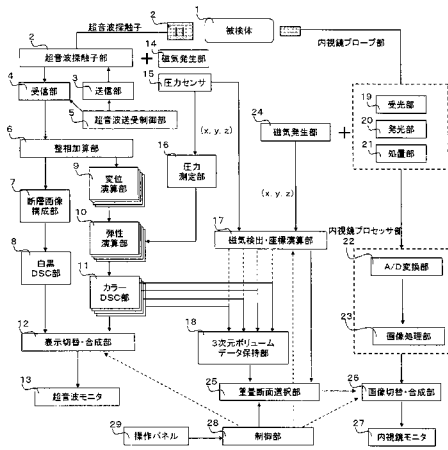 1
被検体
超音波探触子
2
内視鏡プローブ部
2
超音波探触子部
14
磁気発生部
15
圧力センサ
4
受信部
3
送信部
5
超音波送受制御部
(x, y, z)
24
磁気発生部
19
受光部
20
発光部
21
処置部
6
整相加算部
9
変位
演算部
16
圧力
測定部
(x, y, z)
7
断層画像
構成部
10
弾性
演算部
17
磁気検出・座標演算部
内視鏡プロセッサ部
22
A/D変換部
8
白黒
DSC部
11
カラー
DSC部
23
画像処理部
12
表示切替・合成部
18
3次元ボリューム
データ保持部
13
超音波モニタ
25
重畳断面選択部
26
画像切替・合成部
29
操作パネル
28
制御部
27
内視鏡モニタ